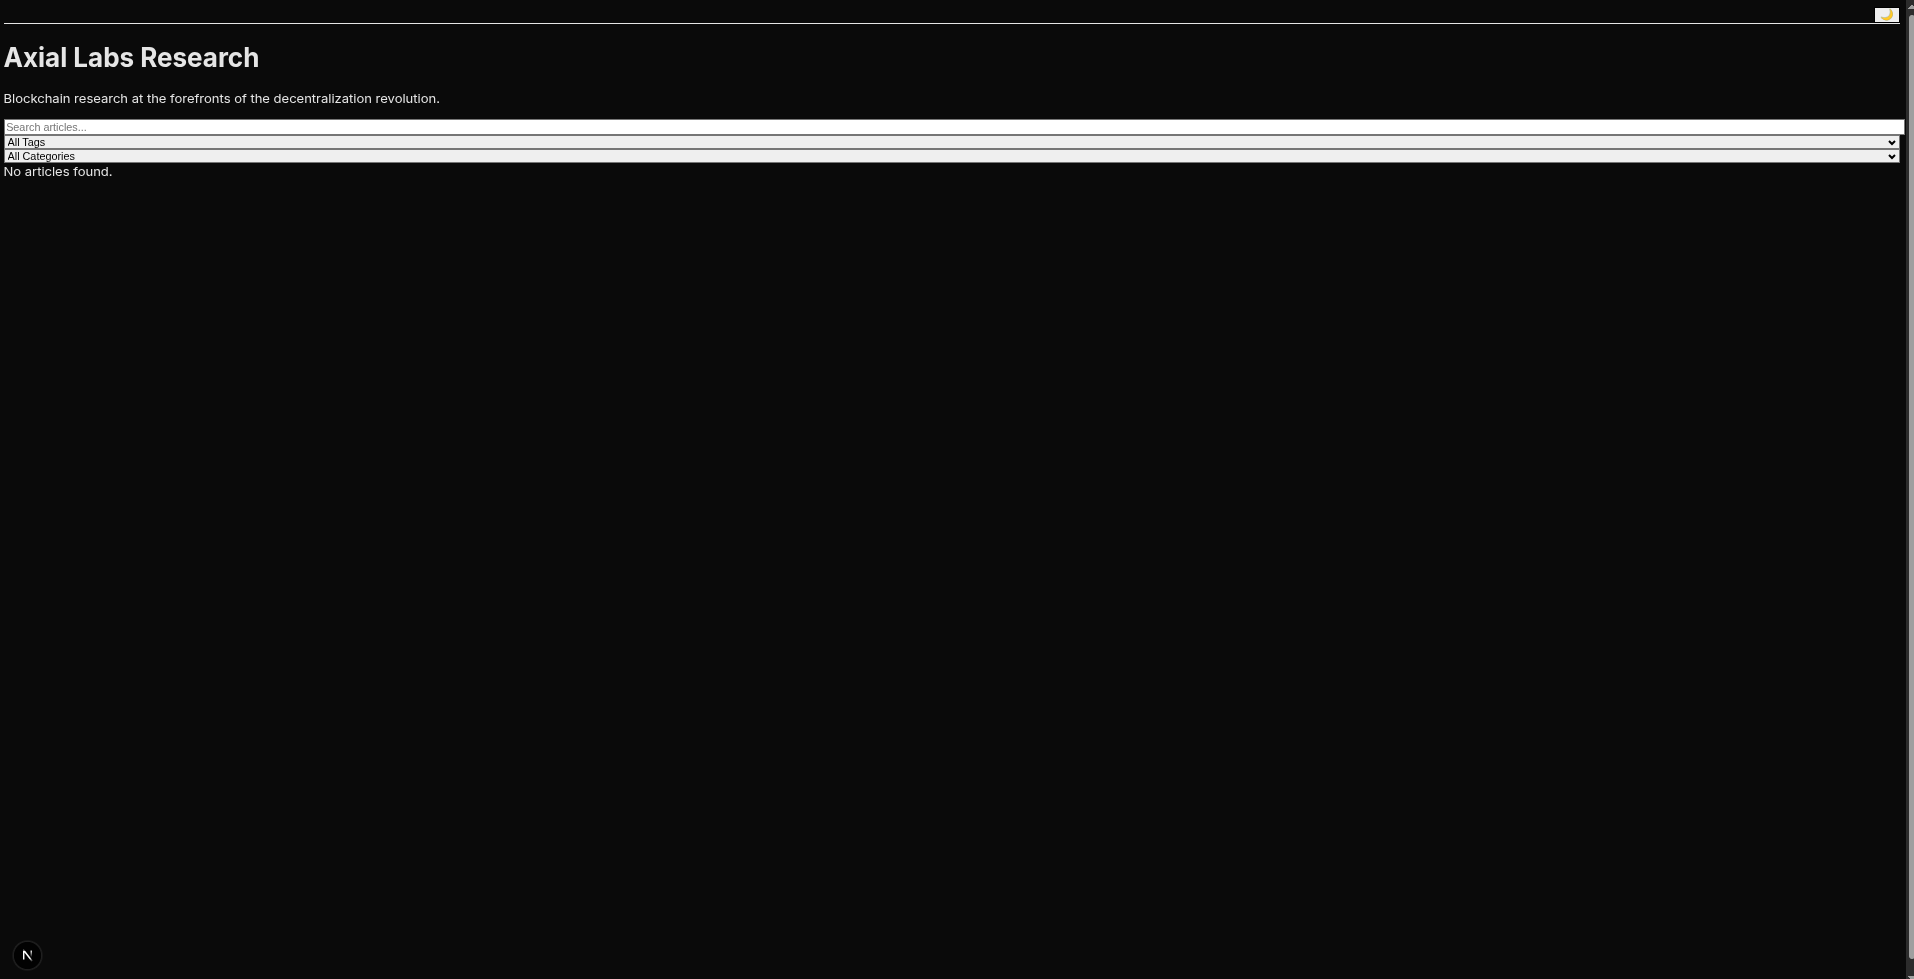 Axial Labs Research
Blockchain research at the forefronts of the decentralization revolution.
Search articles...
All Tags
All Categories
No articles found.
N